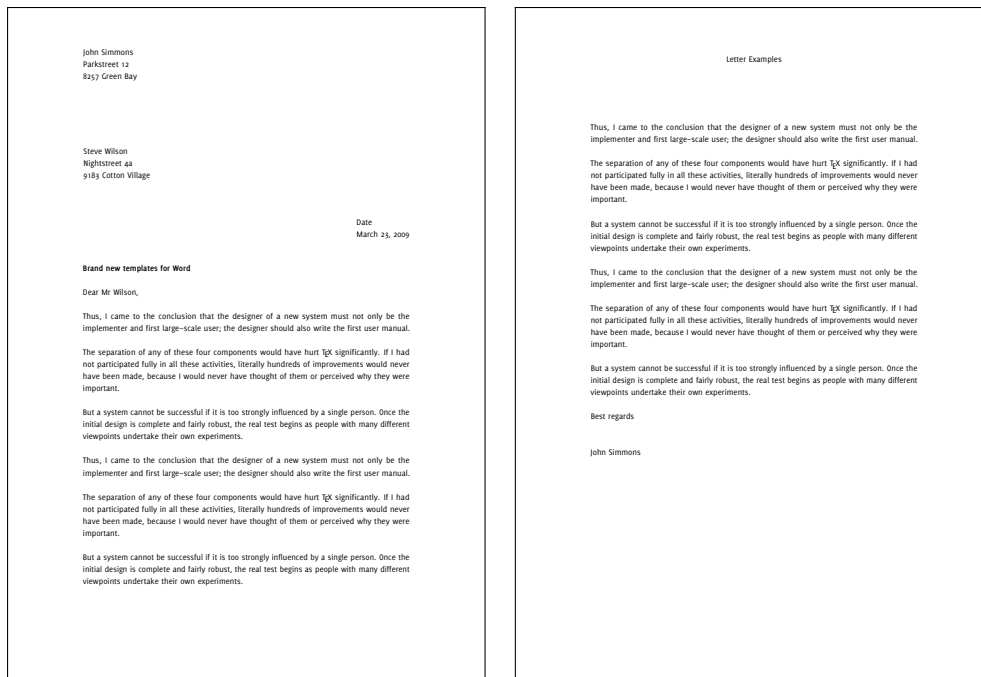 John Simmons
Parkstreet 12
8257 Green Bay
Steve Wilson
Nightstreet 4a
9183 Cotton Village
Date
March 23, 2009
Brand new templates for Word
Dear Mr Wilson,
Thus, I came to the conclusion that the designer of a new system must not only be the
implementer and first large–scale user; the designer should also write the first user manual.
The separation of any of these four components would have hurt TEX significantly. If I had
not participated fully in all these activities, literally hundreds of improvements would never
have been made, because I would never have thought of them or perceived why they were
important.
But a system cannot be successful if it is too strongly influenced by a single person. Once the
initial design is complete and fairly robust, the real test begins as people with many different
viewpoints undertake their own experiments.
Thus, I came to the conclusion that the designer of a new system must not only be the
implementer and first large–scale user; the designer should also write the first user manual.
The separation of any of these four components would have hurt TEX significantly. If I had
not participated fully in all these activities, literally hundreds of improvements would never
have been made, because I would never have thought of them or perceived why they were
important.
But a system cannot be successful if it is too strongly influenced by a single person. Once the
initial design is complete and fairly robust, the real test begins as people with many different
viewpoints undertake their own experiments.
Letter Examples
Thus, I came to the conclusion that the designer of a new system must not only be the
implementer and first large–scale user; the designer should also write the first user manual.
The separation of any of these four components would have hurt TEX significantly. If I had
not participated fully in all these activities, literally hundreds of improvements would never
have been made, because I would never have thought of them or perceived why they were
important.
But a system cannot be successful if it is too strongly influenced by a single person. Once the
initial design is complete and fairly robust, the real test begins as people with many different
viewpoints undertake their own experiments.
Thus, I came to the conclusion that the designer of a new system must not only be the
implementer and first large–scale user; the designer should also write the first user manual.
The separation of any of these four components would have hurt TEX significantly. If I had
not participated fully in all these activities, literally hundreds of improvements would never
have been made, because I would never have thought of them or perceived why they were
important.
But a system cannot be successful if it is too strongly influenced by a single person. Once the
initial design is complete and fairly robust, the real test begins as people with many different
viewpoints undertake their own experiments.
Best regards
John Simmons